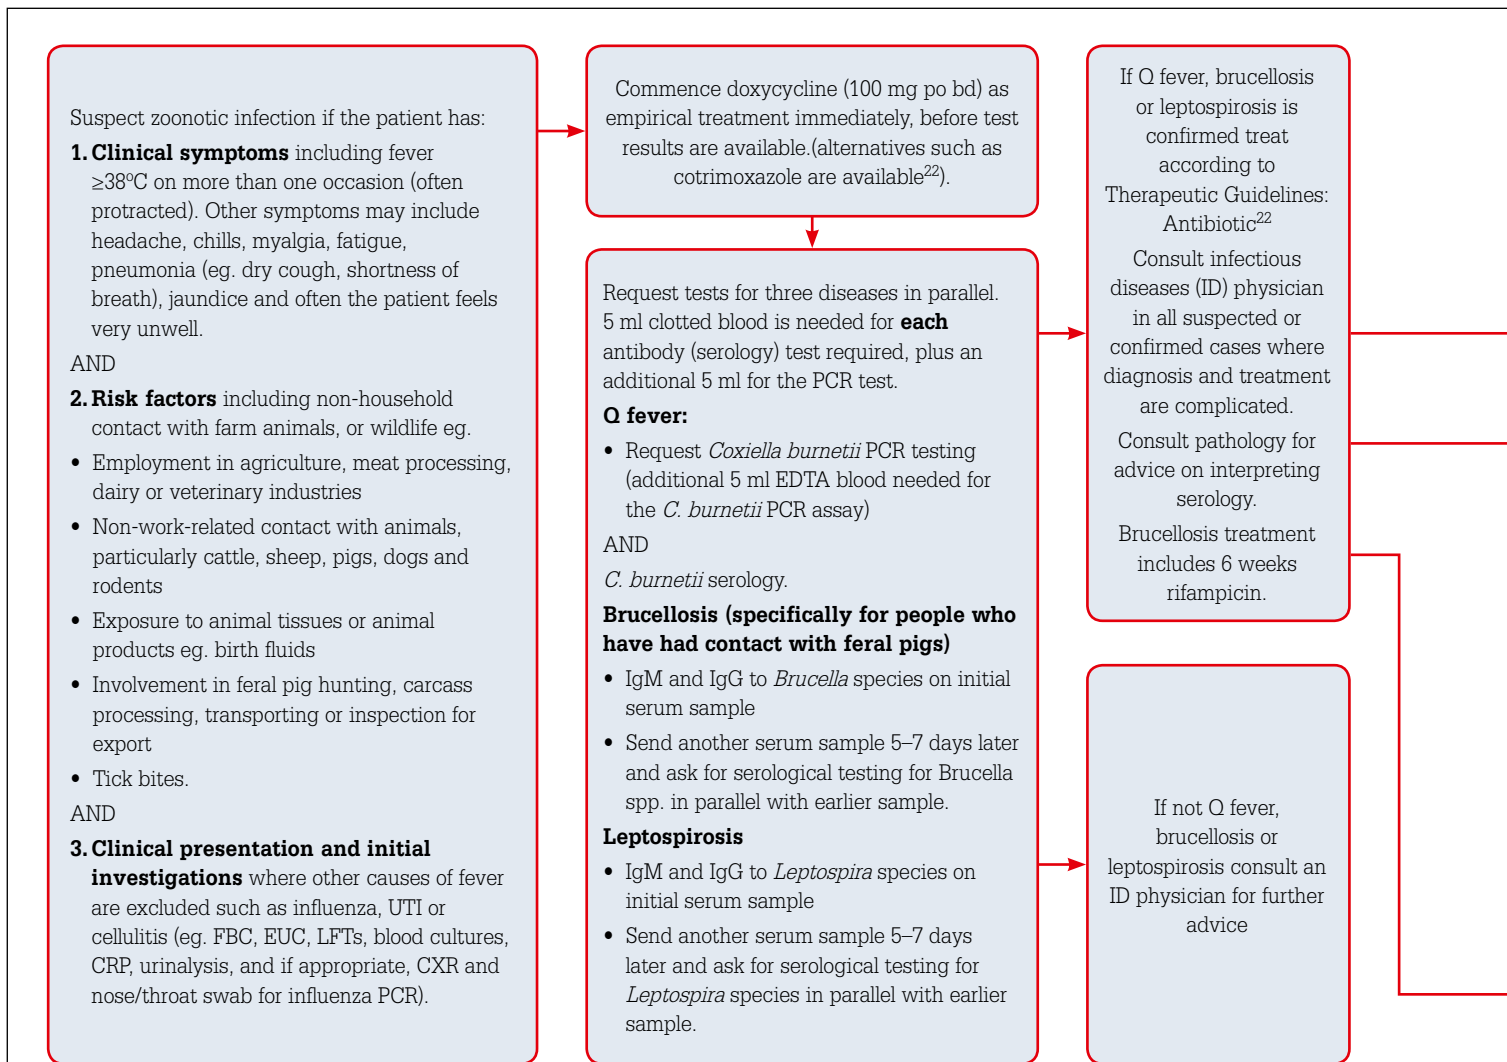 Suspect zoonotic infection if the patient has:
1. Clinical symptoms including fever
≥38ºC on more than one occasion (often
protracted). Other symptoms may include
headache, chills, myalgia, fatigue,
pneumonia (eg. dry cough, shortness of
breath), jaundice and often the patient feels
very unwell.
AND
2. Risk factors including non-household
contact with farm animals, or wildlife eg.
• Employment in agriculture, meat processing,
dairy or veterinary industries
• Non-work-related contact with animals,
particularly cattle, sheep, pigs, dogs and
rodents
• Exposure to animal tissues or animal
products eg. birth fluids
• Involvement in feral pig hunting, carcass
processing, transporting or inspection for
export
• Tick bites.
AND
3. Clinical presentation and initial
investigations where other causes of fever
are excluded such as influenza, UTI or
cellulitis (eg. FBC, EUC, LFTs, blood cultures,
CRP, urinalysis, and if appropriate, CXR and
nose/throat swab for influenza PCR).
Commence doxycycline (100 mg po bd) as
empirical treatment immediately, before test
results are available.(alternatives such as
cotrimoxazole are available22).
Request tests for three diseases in parallel.
5 ml clotted blood is needed for each
antibody (serology) test required, plus an
additional 5 ml for the PCR test.
Q fever:
• Request Coxiella burnetii PCR testing
(additional 5 ml EDTA blood needed for
the C. burnetii PCR assay)
AND
C. burnetii serology.
Brucellosis (specifically for people who
have had contact with feral pigs)
• IgM and IgG to Brucella species on initial
serum sample
• Send another serum sample 5–7 days later
and ask for serological testing for Brucella
spp. in parallel with earlier sample.
Leptospirosis
• IgM and IgG to Leptospira species on
initial serum sample
• Send another serum sample 5–7 days
later and ask for serological testing for
Leptospira species in parallel with earlier
sample.
If Q fever, brucellosis
or leptospirosis is
confirmed treat
according to
Therapeutic Guidelines:
Antibiotic22
Consult infectious
diseases (ID) physician
in all suspected or
confirmed cases where
diagnosis and treatment
are complicated.
Consult pathology for
advice on interpreting
serology.
Brucellosis treatment
includes 6 weeks
rifampicin.
If not Q fever,
brucellosis or
leptospirosis consult an
ID physician for further
advice